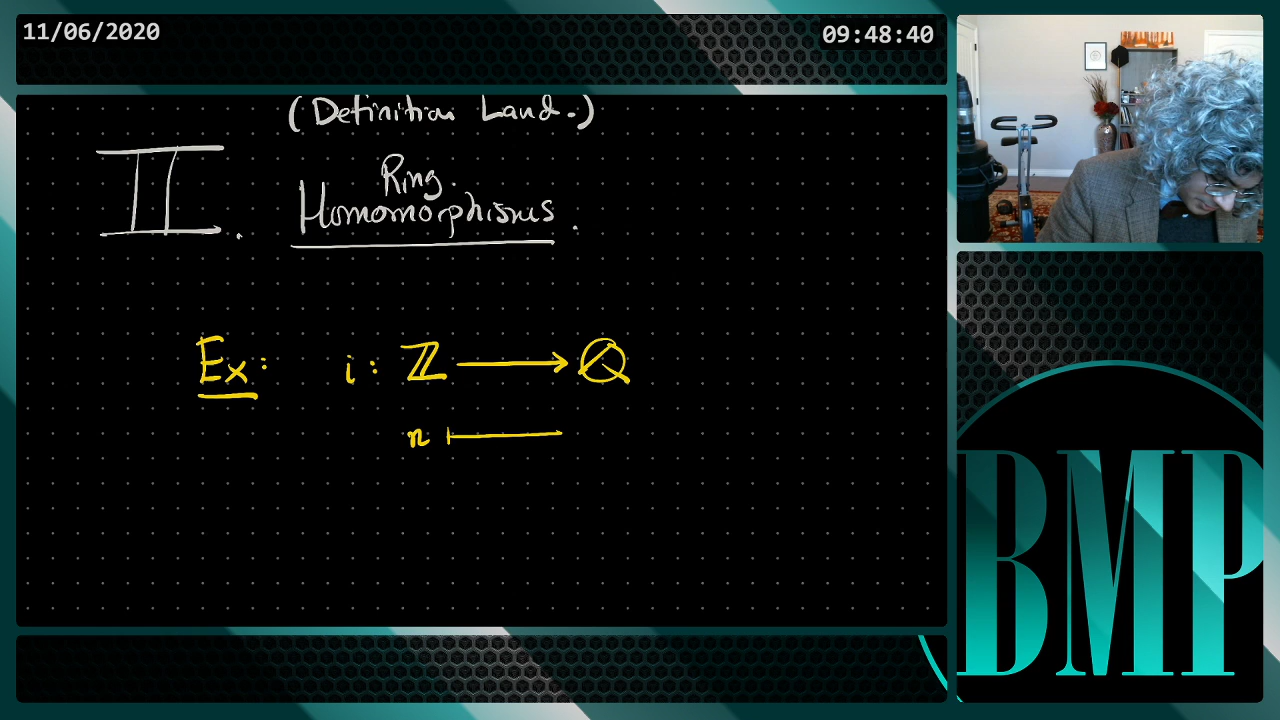 11/06/2020
09:48:40
(Definition Land.)
II. Ring
Homomorphisms.
Ex: i: ℤ ⟶ ℚ
n ⊢
BMP